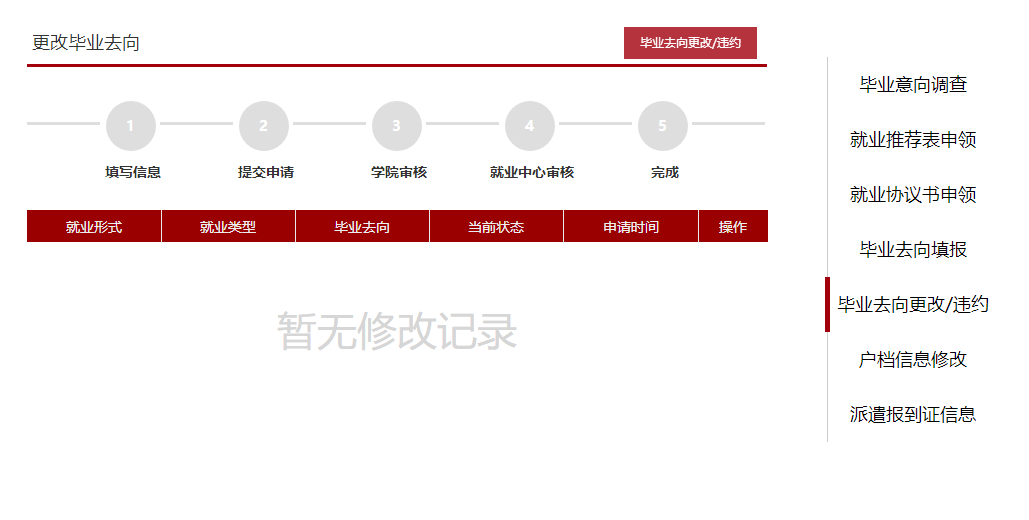 更改毕业去向
毕业去向更改/违约
1 2 3 4 5
填写信息 提交申请 学院审核 就业中心审核 完成
就业形式 就业类型 毕业去向 当前状态 申请时间 操作
暂无修改记录
毕业意向调查
就业推荐表申领
就业协议书申领
毕业去向填报
毕业去向更改/违约
户档信息修改
派遣报到证信息